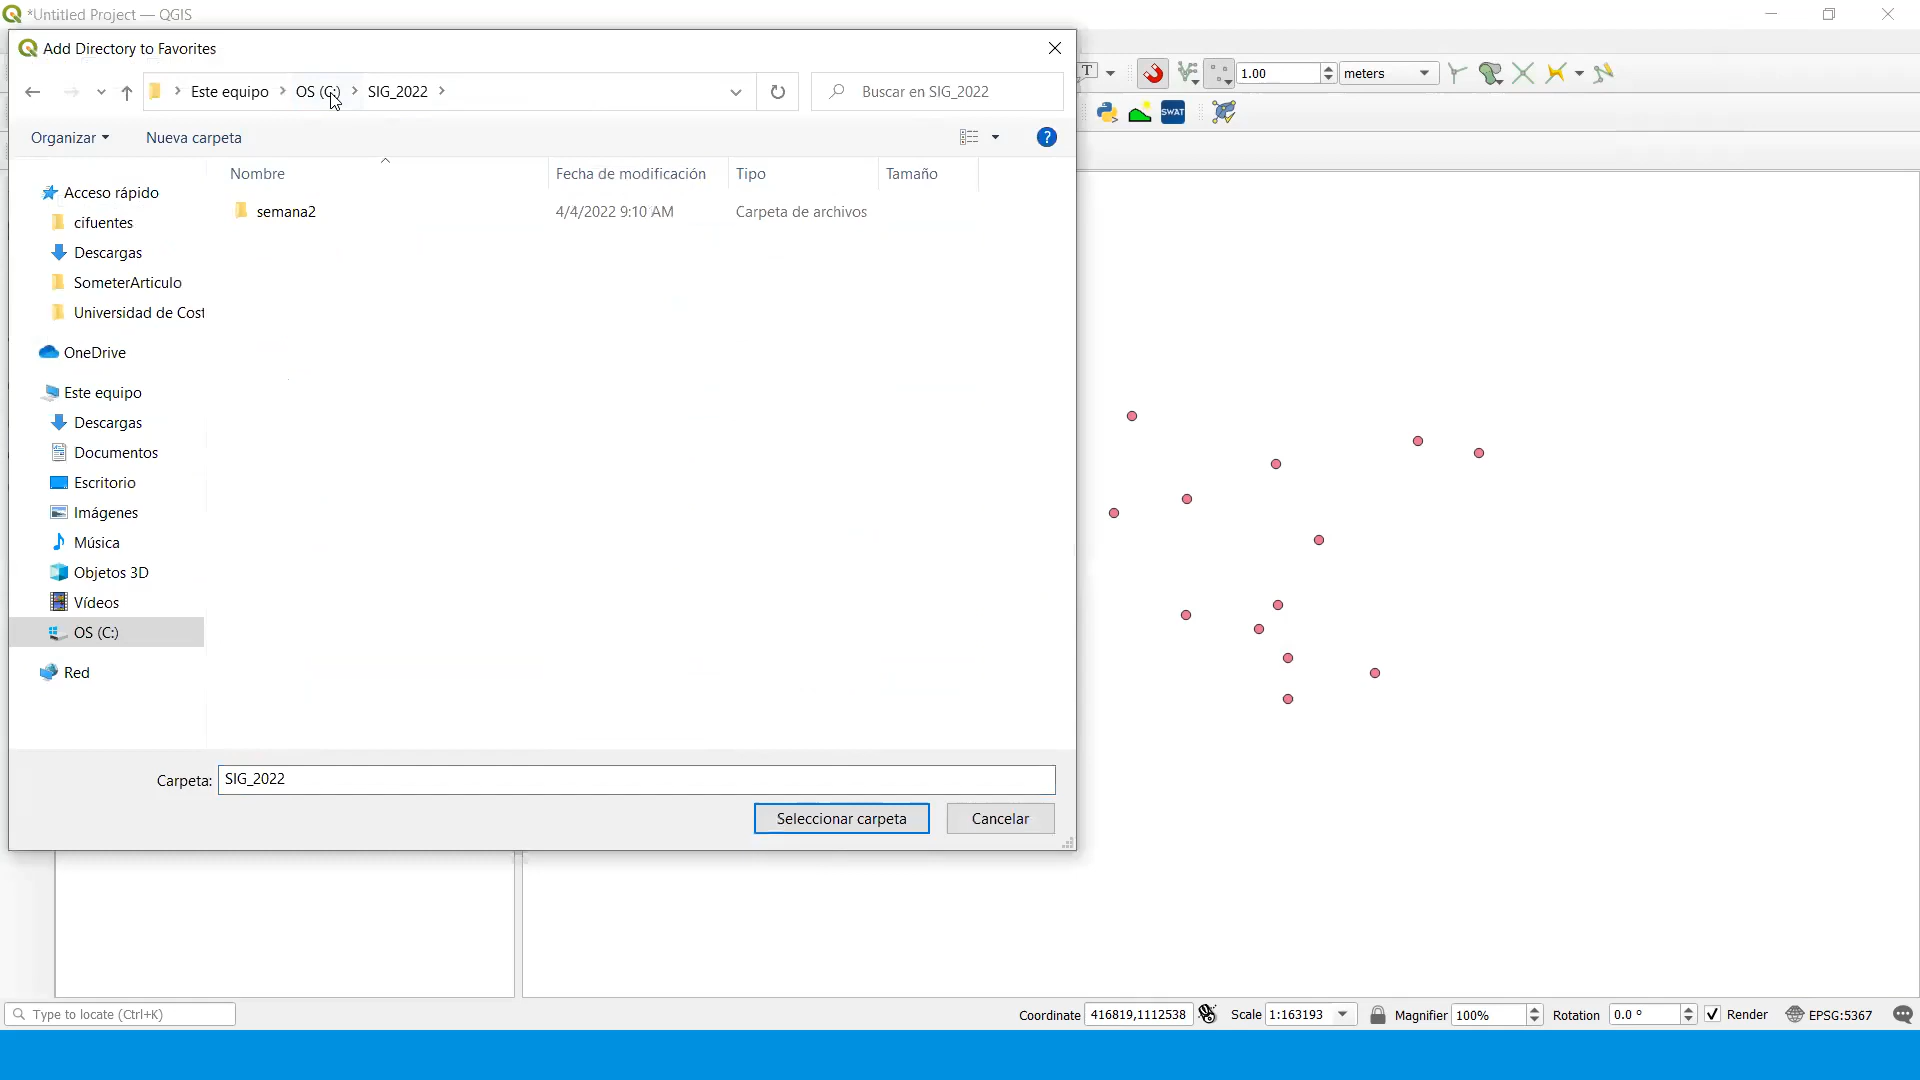 *Untitled Project — QGIS
Add Directory to Favorites
Este equipo
OS (C:)
SIG_2022
Buscar en SIG_2022
T
1.00
meters
Organizar
Nueva carpeta
?
SWAT
Nombre
Fecha de modificación
Tipo
Tamaño
semana2
4/4/2022 9:10 AM
Carpeta de archivos
Acceso rápido
cifuentes
Descargas
SometerArticulo
Universidad de Cost
OneDrive
Este equipo
Descargas
Documentos
Escritorio
Imágenes
Música
Objetos 3D
Vídeos
OS (C:)
Red
Carpeta: SIG_2022
Seleccionar carpeta
Cancelar
Type to locate (Ctrl+K)
Coordinate 416819,1112538
Scale 1:163193
Magnifier 100%
Rotation 0.0 °
Render
EPSG:5367